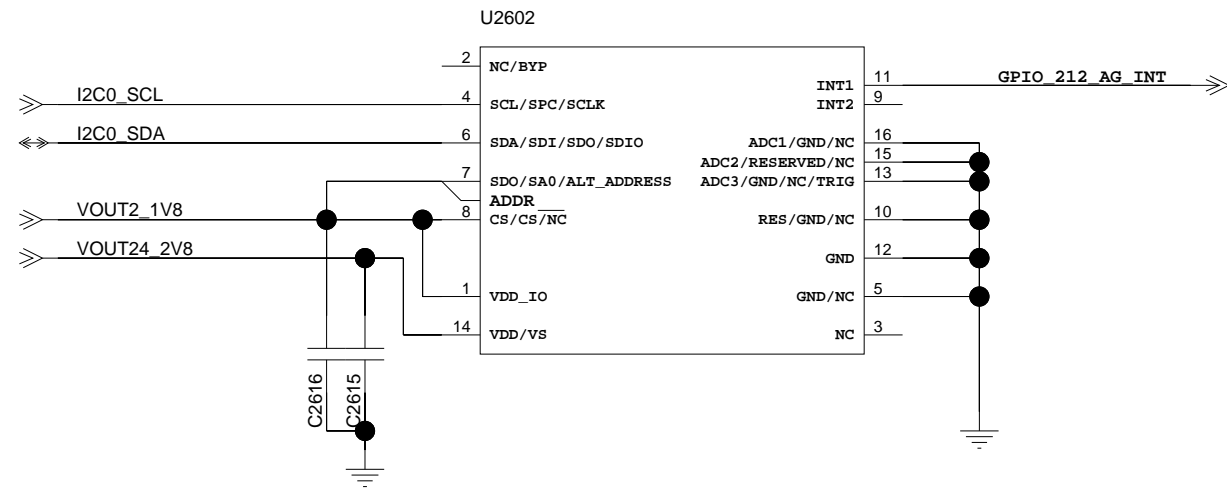 U2602
2 NC/BYP
INT1 11 GPIO_212_AG_INT
I2C0_SCL 4 SCL/SPC/SCLK
INT2 9
I2C0_SDA 6 SDA/SDI/SDO/SDIO
ADC1/GND/NC 16
ADC2/RESERVED/NC 15
7 SDO/SA0/ALT_ADDRESS
ADC3/GND/NC/TRIG 13
ADDR
VOUT2_1V8 8 CS/CS/NC
RES/GND/NC 10
VOUT24_2V8
GND 12
1 VDD_IO
GND/NC 5
14 VDD/VS
NC 3
C2616
C2615